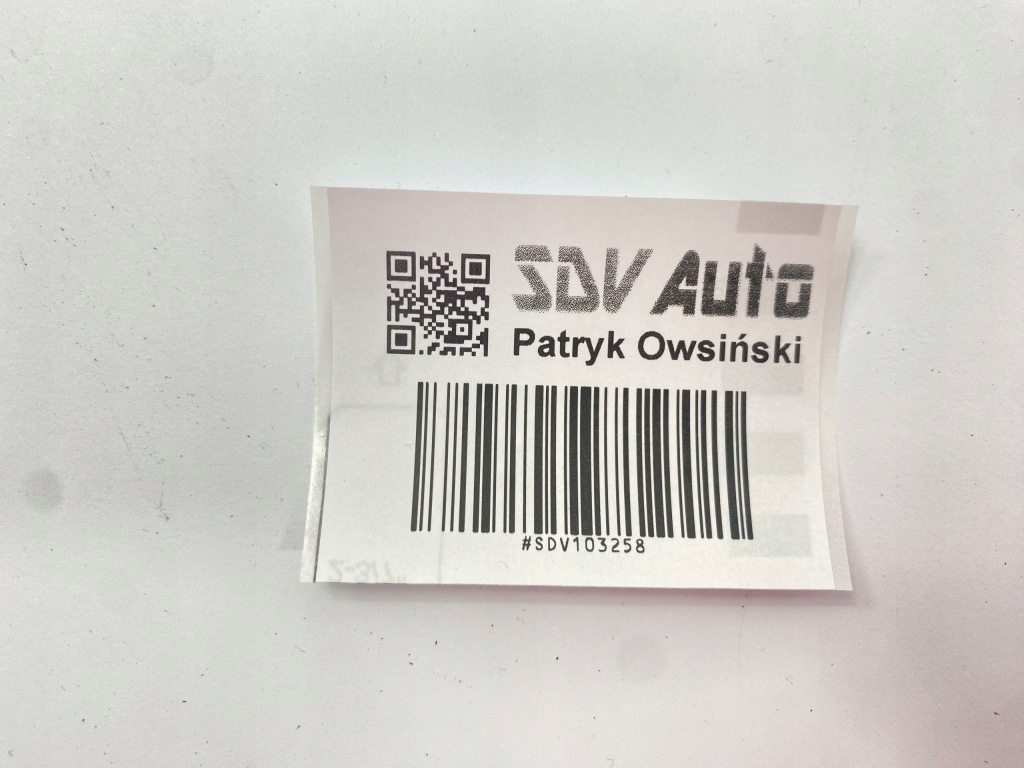 SDV Auto
Patryk Owsiński
#SDV103258